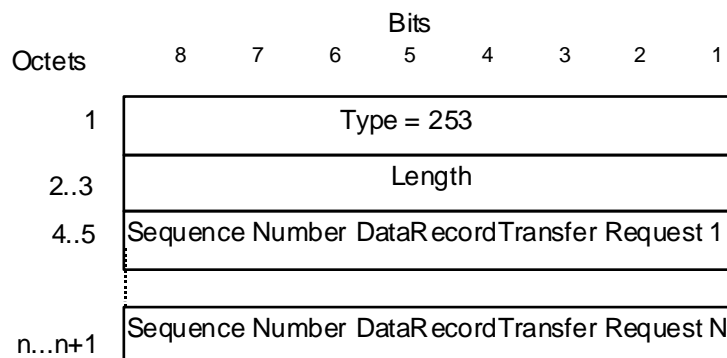 Bits
Octets 8 7 6 5 4 3 2 1
1 Type = 253
2..3 Length
4..5 Sequence Number DataRecordTransfer Request 1
n...n+1 Sequence Number DataRecordTransfer Request N